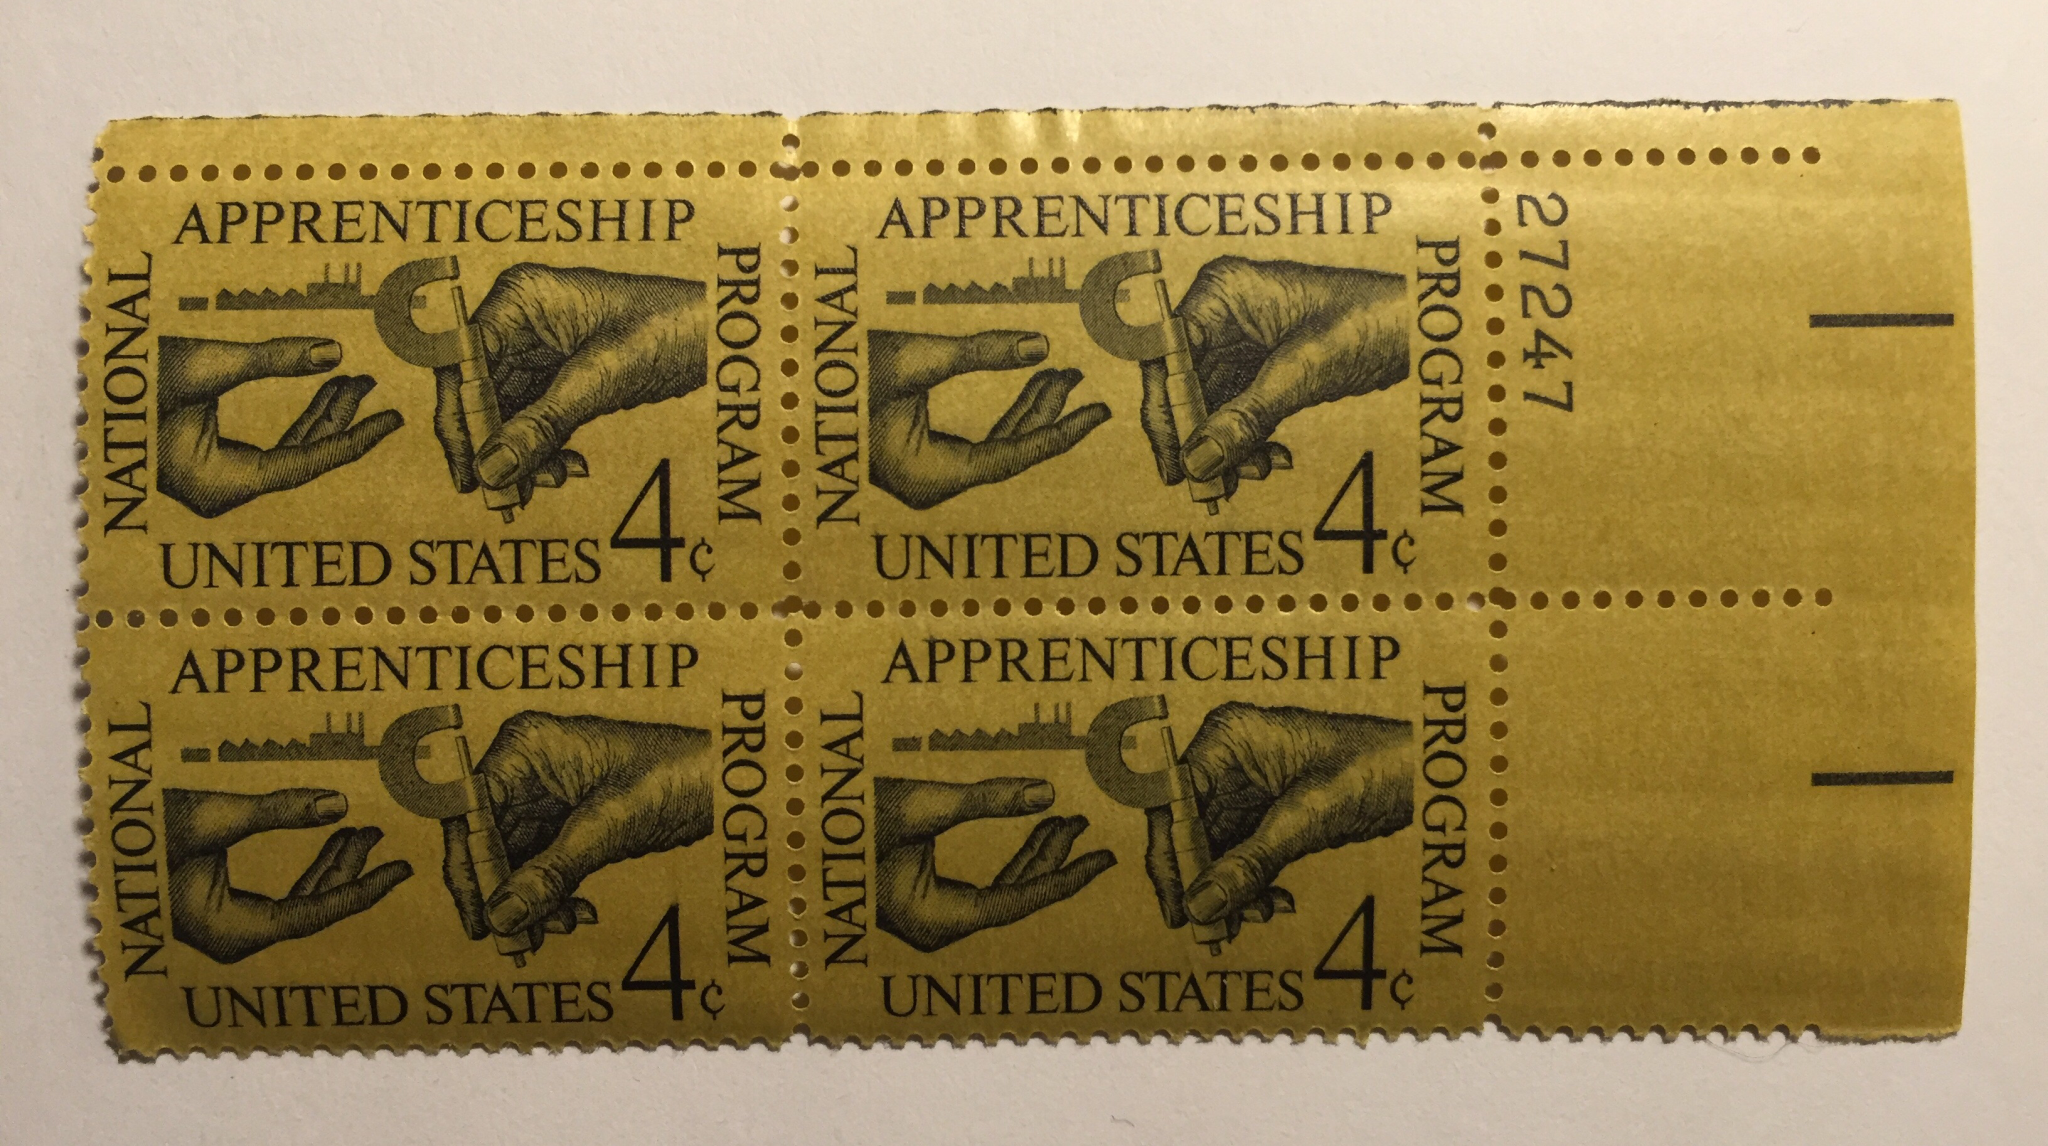 APPRENTICESHIP
NATIONAL
PROGRAM
UNITED STATES 4¢
APPRENTICESHIP
NATIONAL
PROGRAM
UNITED STATES 4¢
27247
APPRENTICESHIP
NATIONAL
PROGRAM
UNITED STATES 4¢
APPRENTICESHIP
NATIONAL
PROGRAM
UNITED STATES 4¢